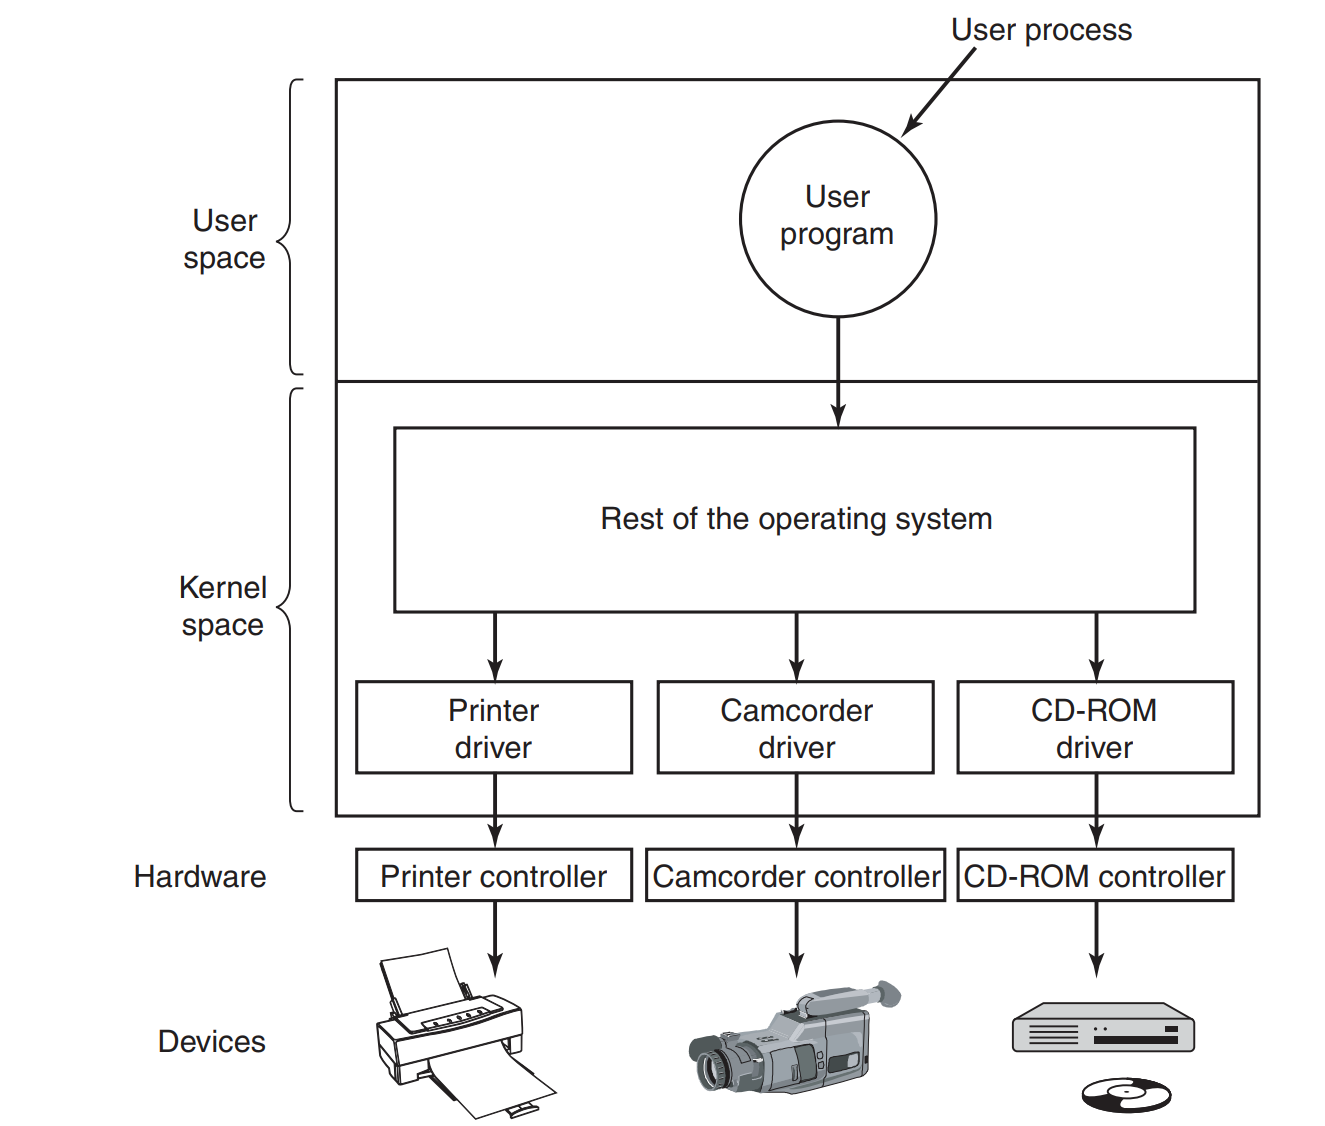 User process
User
program
User
space
Rest of the operating system
Kernel
space
Printer
driver
Camcorder
driver
CD-ROM
driver
Hardware
Printer controller
Camcorder controller
CD-ROM controller
Devices